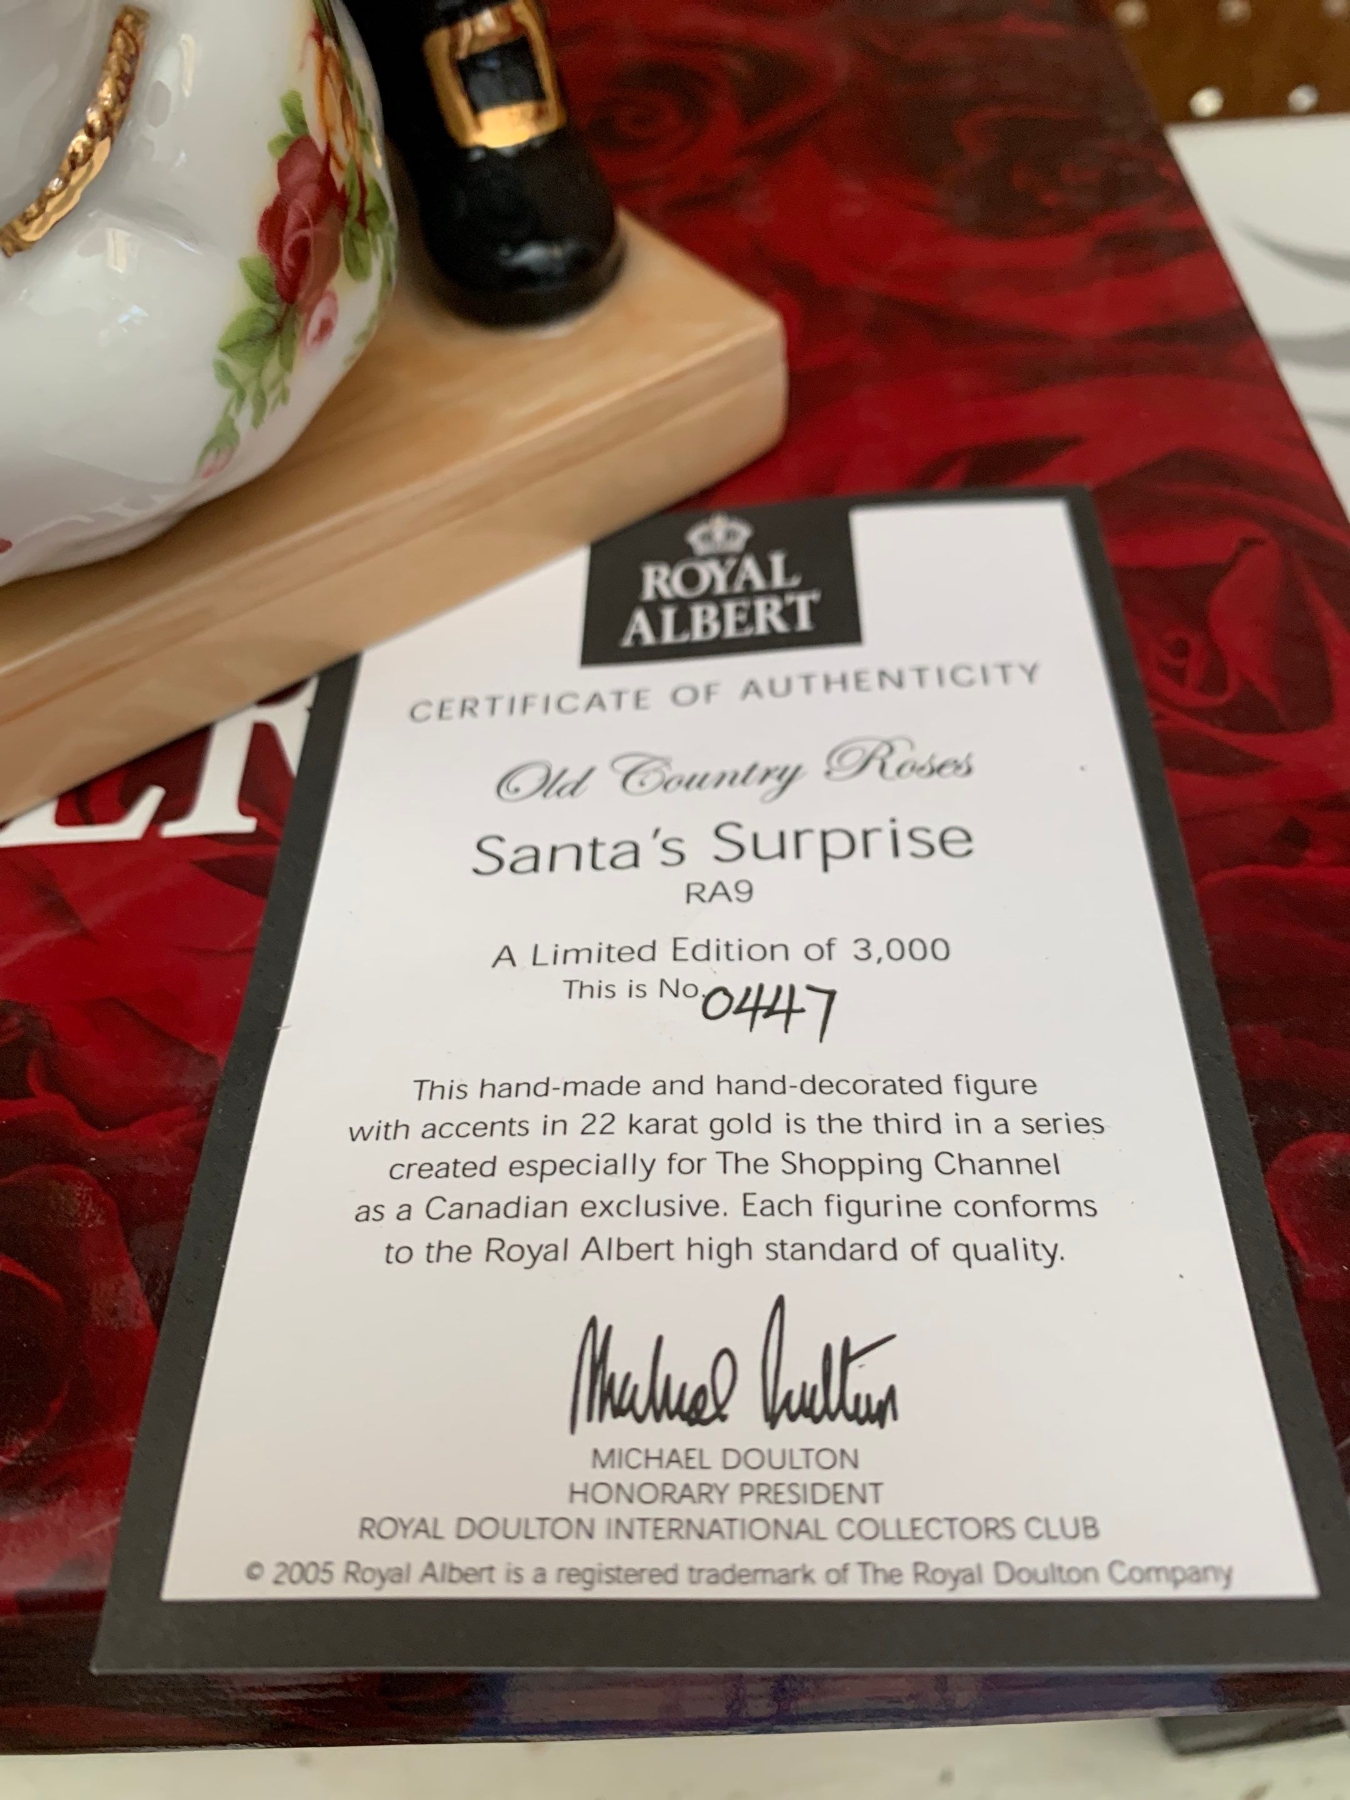 ROYAL
ALBERT
CERTIFICATE OF AUTHENTICITY
Old Country Roses
Santa's Surprise
RA9
A Limited Edition of 3,000
This is No. 0447
This hand-made and hand-decorated figure
with accents in 22 karat gold is the third in a series
created especially for The Shopping Channel
as a Canadian exclusive. Each figurine conforms
to the Royal Albert high standard of quality.
Michael Doulton
MICHAEL DOULTON
HONORARY PRESIDENT
ROYAL DOULTON INTERNATIONAL COLLECTORS CLUB
© 2005 Royal Albert is a registered trademark of The Royal Doulton Company